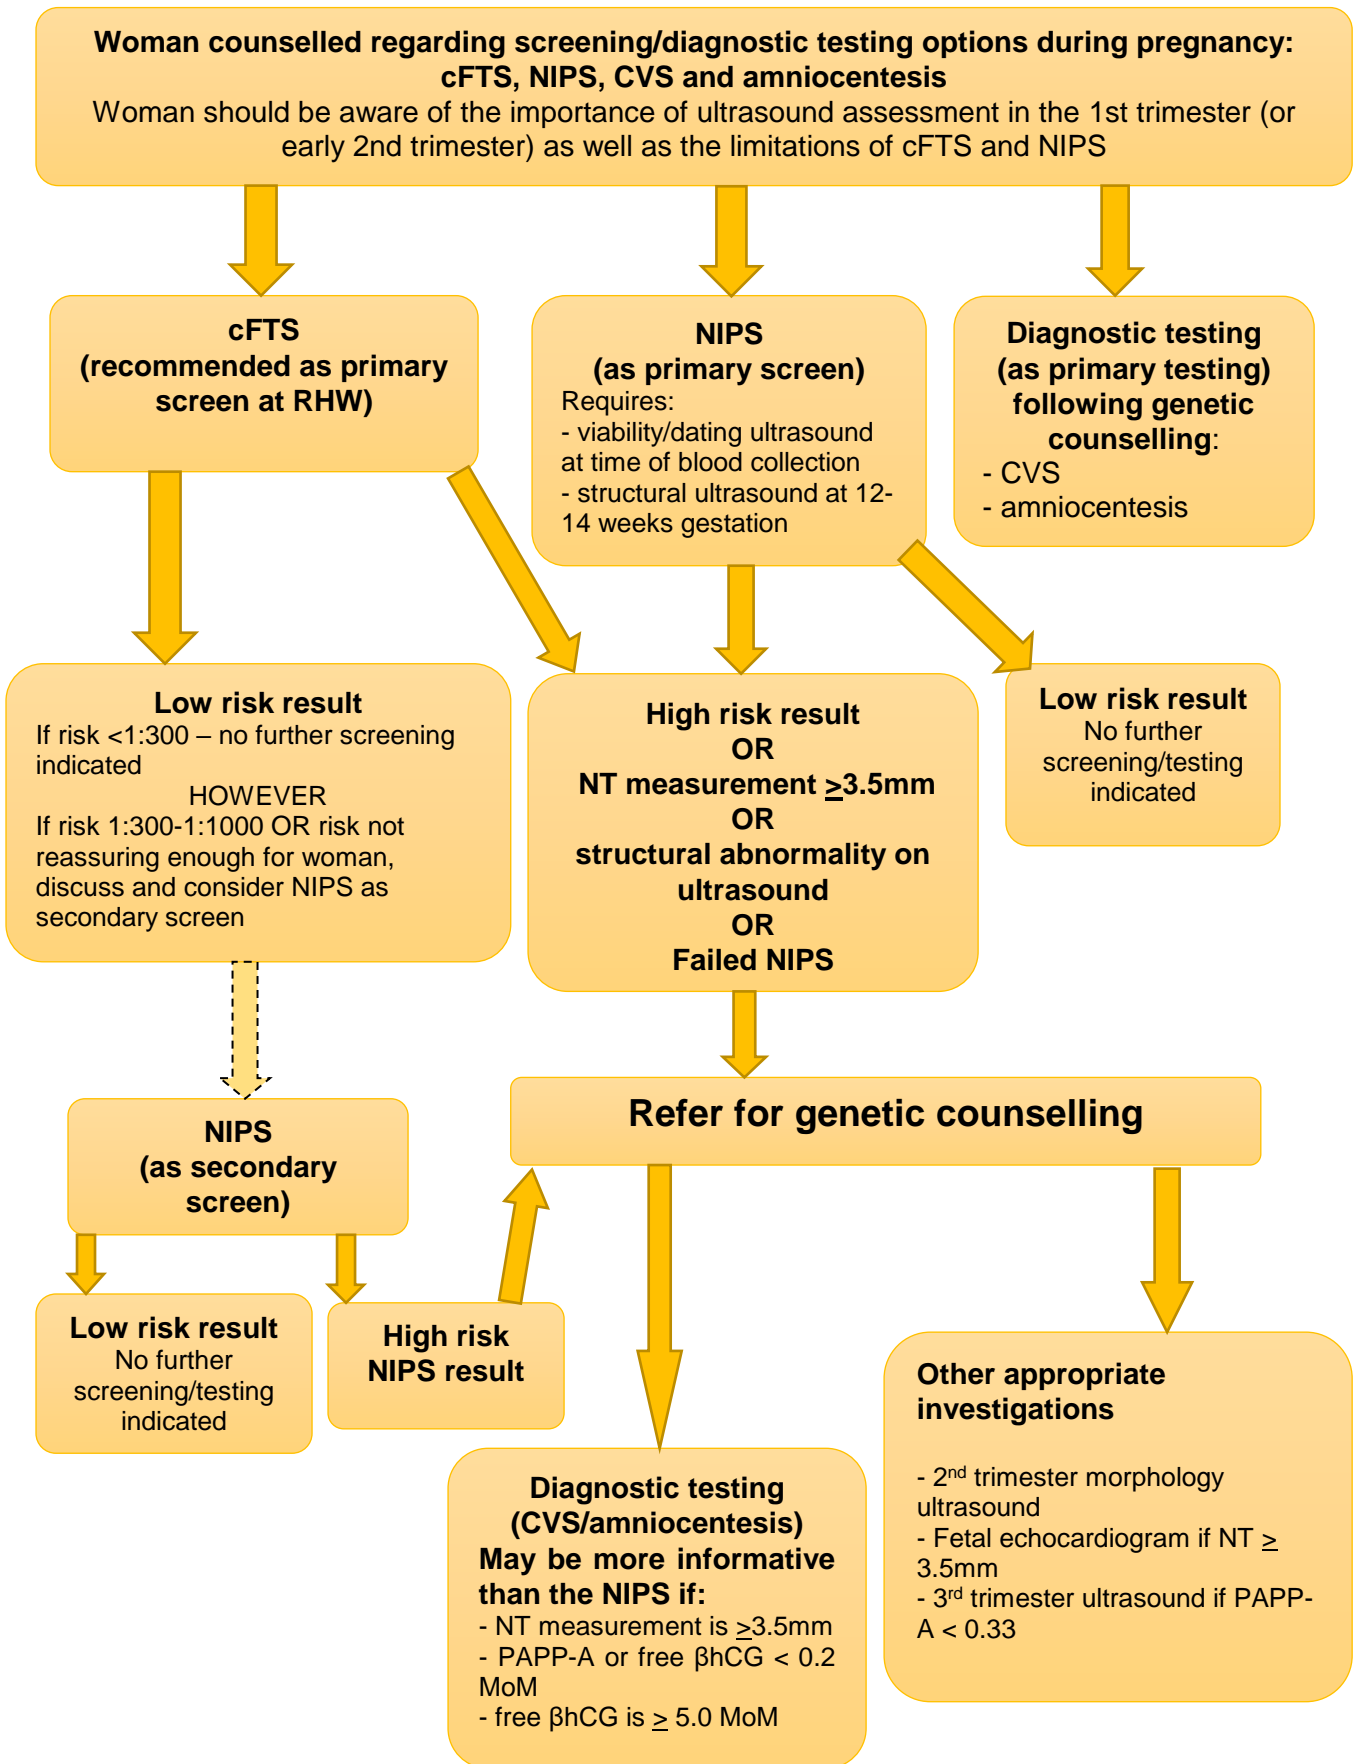 Woman counselled regarding screening/diagnostic testing options during pregnancy:
cFTS, NIPS, CVS and amniocentesis
Woman should be aware of the importance of ultrasound assessment in the 1st trimester (or
early 2nd trimester) as well as the limitations of cFTS and NIPS
cFTS
(recommended as primary
screen at RHW)
NIPS
(as primary screen)
Requires:
- viability/dating ultrasound
at time of blood collection
- structural ultrasound at 12-
14 weeks gestation
Diagnostic testing
(as primary testing)
following genetic
counselling:
- CVS
- amniocentesis
Low risk result
If risk <1:300 – no further screening
indicated
HOWEVER
If risk 1:300-1:1000 OR risk not
reassuring enough for woman,
discuss and consider NIPS as
secondary screen
High risk result
OR
NT measurement ≥3.5mm
OR
structural abnormality on
ultrasound
OR
Failed NIPS
Low risk result
No further
screening/testing
indicated
Refer for genetic counselling
NIPS
(as secondary
screen)
Low risk result
No further
screening/testing
indicated
High risk
NIPS result
Diagnostic testing
(CVS/amniocentesis)
May be more informative
than the NIPS if:
- NT measurement is ≥3.5mm
- PAPP-A or free βhCG < 0.2
MoM
- free βhCG is ≥ 5.0 MoM
Other appropriate
investigations
- 2nd trimester morphology
ultrasound
- Fetal echocardiogram if NT ≥
3.5mm
- 3rd trimester ultrasound if PAPP-
A < 0.33